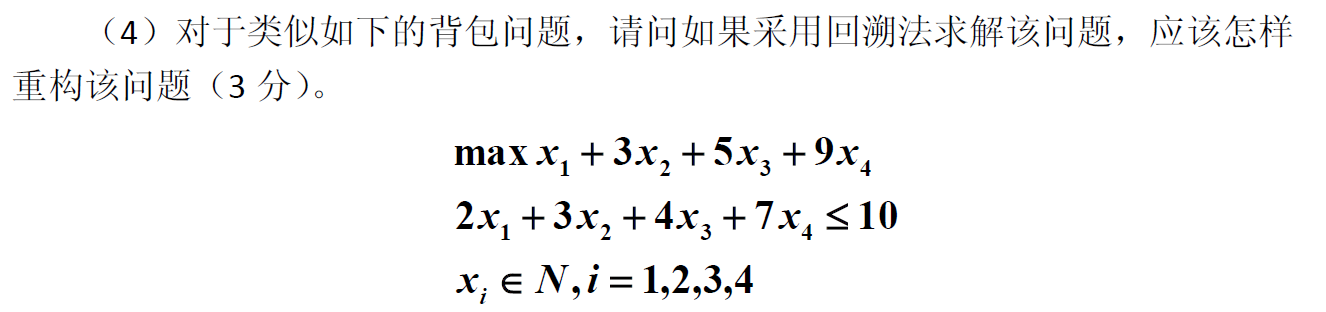 （4）对于类似如下的背包问题，请问如果采用回溯法求解该问题，应该怎样
重构该问题（3 分）。
max x₁ + 3x₂ + 5x₃ + 9x₄
2x₁ + 3x₂ + 4x₃ + 7x₄ ≤ 10
xᵢ ∈ N, i = 1,2,3,4